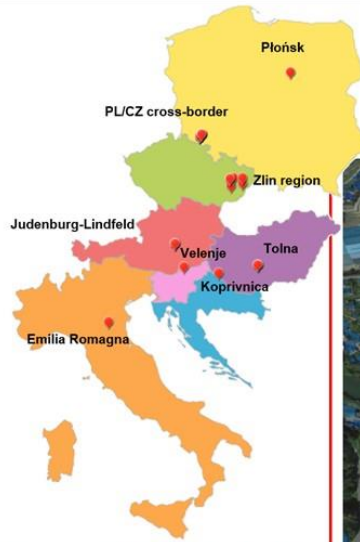 Płońsk
PL/CZ cross-border
Zlin region
Judenburg-Lindfeld
Velenje
Tolna
Koprivnica
Emilia Romagna